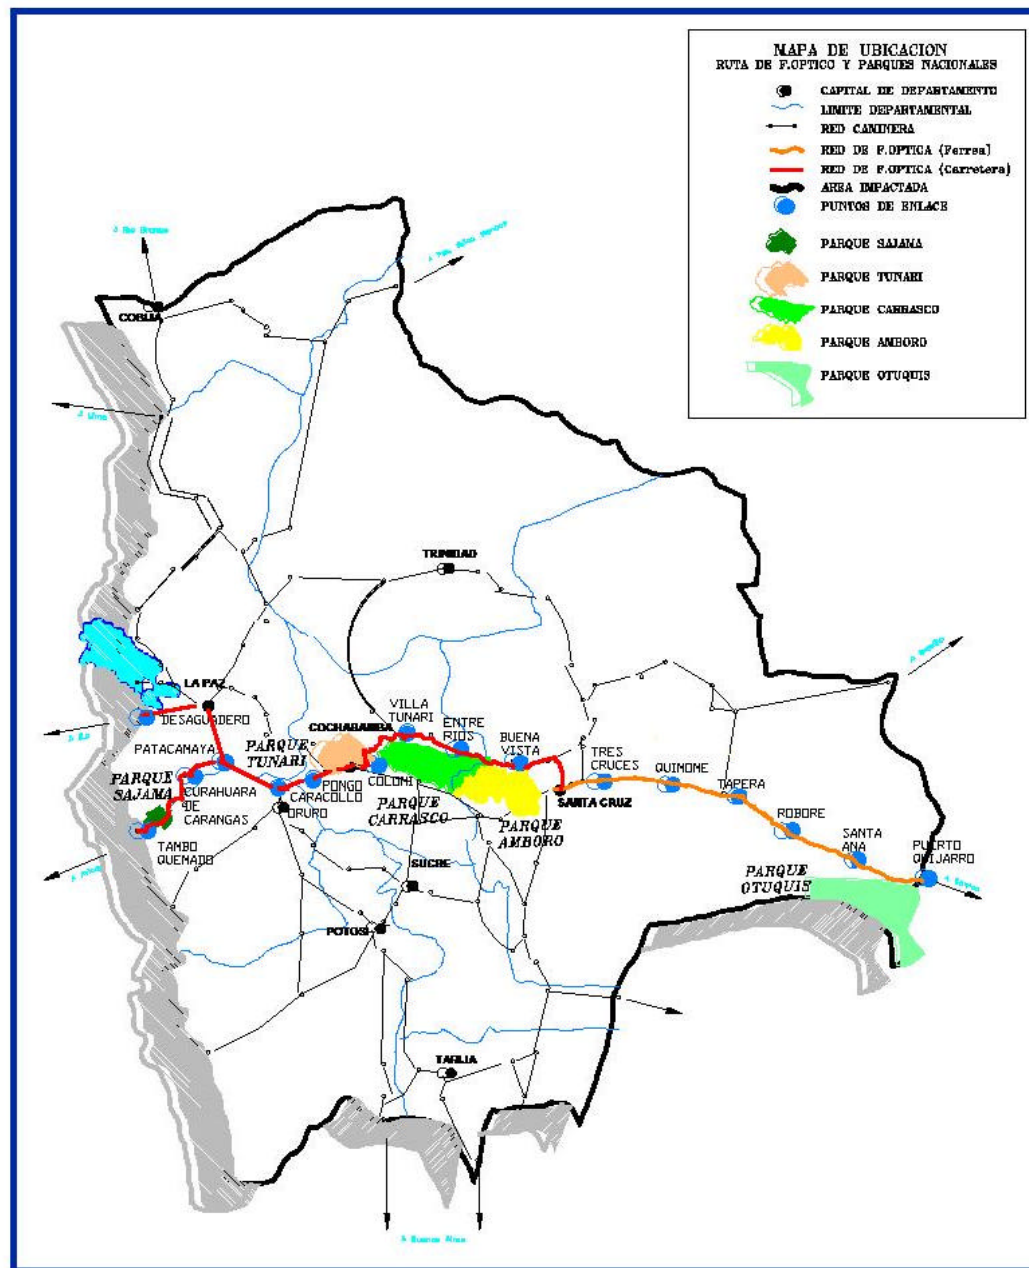 MAPA DE UBICACION
RUTA DE F.OPTICO Y PARQUES NACIONALES
CAPITAL DE DEPARTAMENTO
LIMITE DEPARTAMENTAL
RED CAMINERA
RED DE F.OPTICA (Ferrea)
RED DE F.OPTICA (Carretera)
AREA IMPACTADA
PUNTOS DE ENLACE
PARQUE SAJAMA
PARQUE TUNARI
PARQUE CARRASCO
PARQUE AMBORO
PARQUE OTUQUIS
COBIJA
TRINIDAD
LA PAZ
DESAGUADERO
VILLA
TUNARI
COCHABAMBA
ENTRE
RIOS
BUENA
VISTA
PATACAMAYA
PARQUE
TUNARI
PARQUE
SAJAMA
CURAHUARA
DE
CARANGAS
PONGO
CARACOLLO
ORURO
COLOMI
PARQUE
CARRASCO
PARQUE
AMBORO
SANTA CRUZ
TRES
CRUCES
QUINOME
TAPERA
ROBORE
SANTA
ANA
PUERTO
QUIJARRO
TAMBO
QUEMADO
SUCRE
PARQUE
OTUQUIS
POTOSI
TARIJA
A Buenos Aires